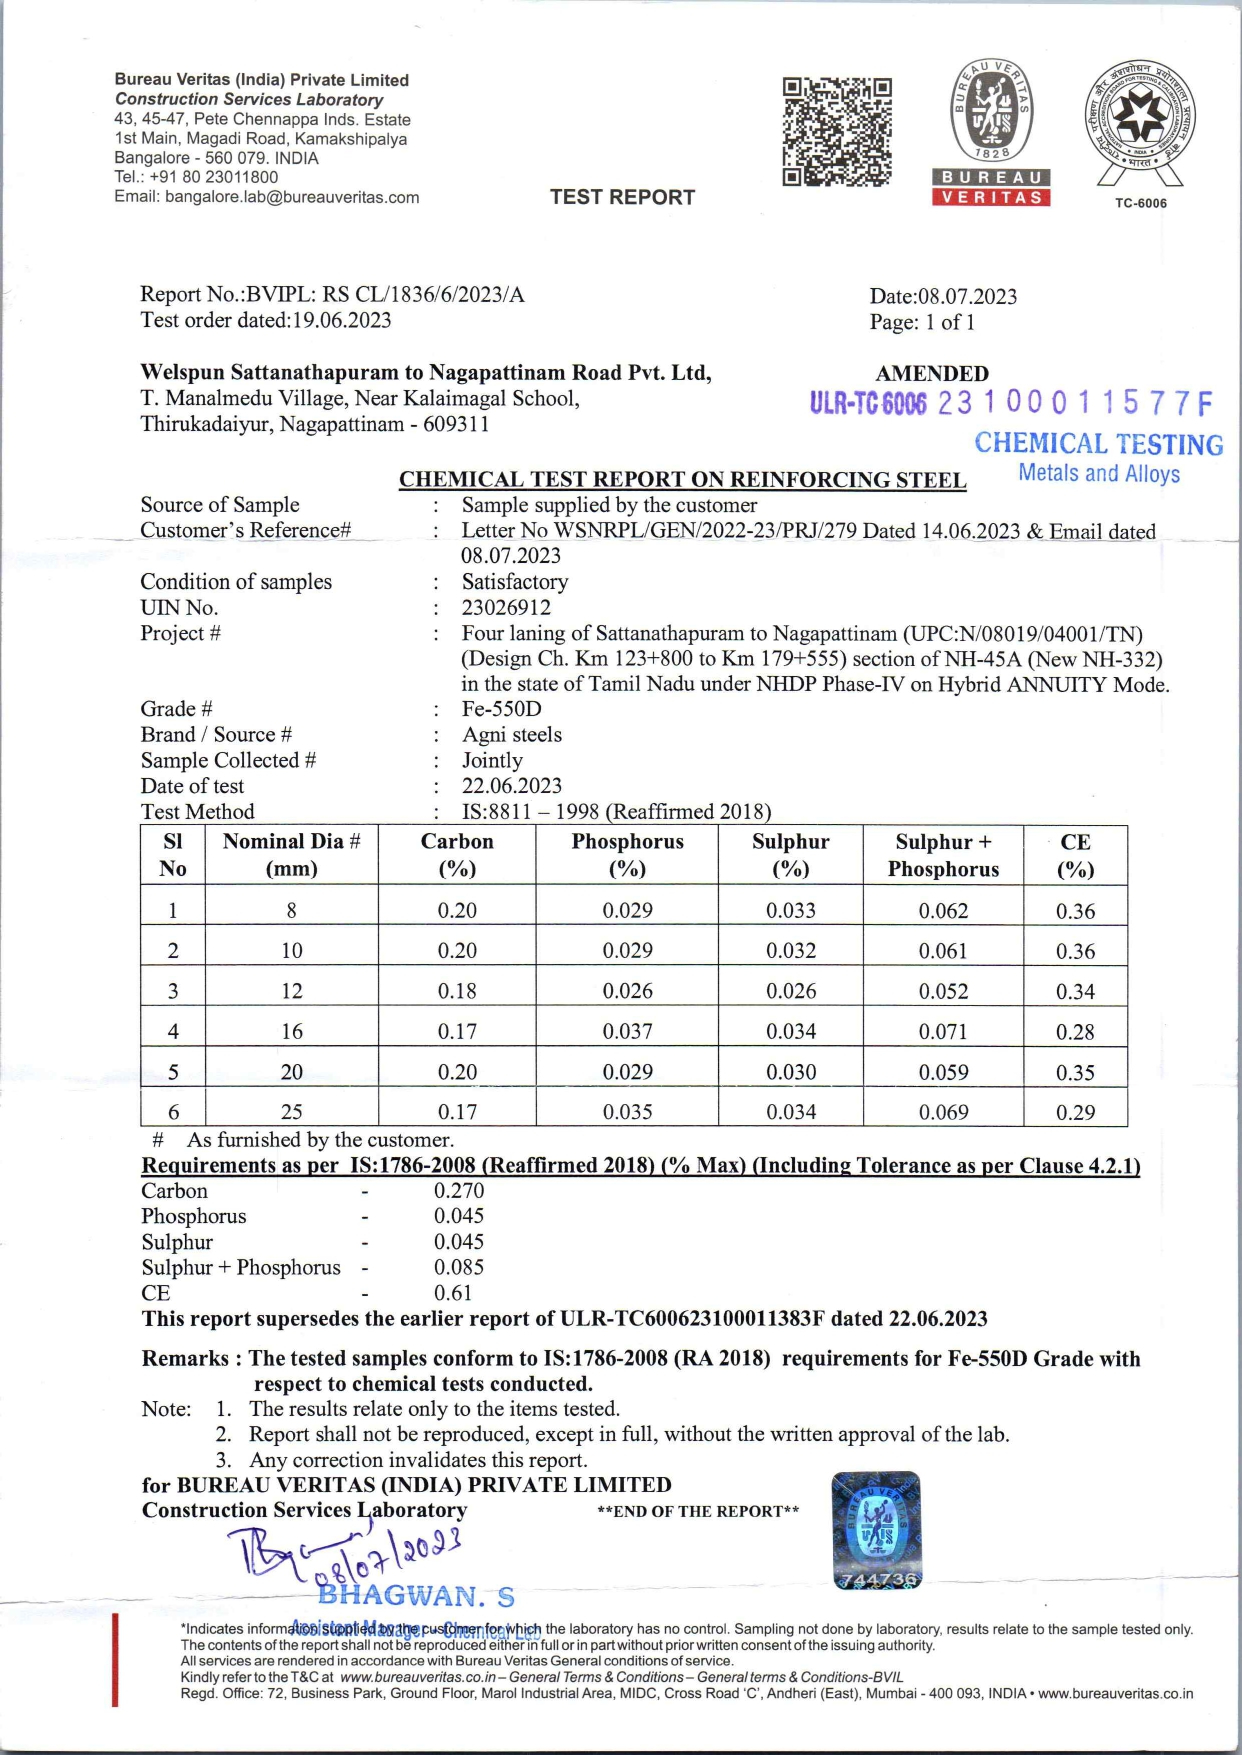 Bureau Veritas (India) Private Limited
Construction Services Laboratory
43, 45-47, Pete Chennappa Inds. Estate
1st Main, Magadi Road, Kamakshipalya
Bangalore - 560 079. INDIA
Tel.: +91 80 23011800
Email: bangalore.lab@bureauveritas.com
TEST REPORT
BUREAU VERITAS
1828
BUREAU
VERITAS
TC-6006
Report No.:BVIPL: RS CL/1836/6/2023/A
Date:08.07.2023
Test order dated:19.06.2023
Page: 1 of 1
Welspun Sattanathapuram to Nagapattinam Road Pvt. Ltd,
AMENDED
T. Manalmedu Village, Near Kalaimagal School,
ULR-TC6006 23100011577F
Thirukadaiyur, Nagapattinam - 609311
CHEMICAL TESTING
Metals and Alloys
CHEMICAL TEST REPORT ON REINFORCING STEEL
Source of Sample : Sample supplied by the customer
Customer's Reference# : Letter No WSNRPL/GEN/2022-23/PRJ/279 Dated 14.06.2023 & Email dated
08.07.2023
Condition of samples : Satisfactory
UIN No. : 23026912
Project # : Four laning of Sattanathapuram to Nagapattinam (UPC:N/08019/04001/TN)
(Design Ch. Km 123+800 to Km 179+555) section of NH-45A (New NH-332)
in the state of Tamil Nadu under NHDP Phase-IV on Hybrid ANNUITY Mode.
Grade # : Fe-550D
Brand / Source # : Agni steels
Sample Collected # : Jointly
Date of test : 22.06.2023
Test Method : IS:8811 – 1998 (Reaffirmed 2018)
Sl Nominal Dia # Carbon Phosphorus Sulphur Sulphur + CE
No (mm) (%) (%) (%) Phosphorus (%)
1 8 0.20 0.029 0.033 0.062 0.36
2 10 0.20 0.029 0.032 0.061 0.36
3 12 0.18 0.026 0.026 0.052 0.34
4 16 0.17 0.037 0.034 0.071 0.28
5 20 0.20 0.029 0.030 0.059 0.35
6 25 0.17 0.035 0.034 0.069 0.29
# As furnished by the customer.
Requirements as per IS:1786-2008 (Reaffirmed 2018) (% Max) (Including Tolerance as per Clause 4.2.1)
Carbon - 0.270
Phosphorus - 0.045
Sulphur - 0.045
Sulphur + Phosphorus - 0.085
CE - 0.61
This report supersedes the earlier report of ULR-TC600623100011383F dated 22.06.2023
Remarks : The tested samples conform to IS:1786-2008 (RA 2018) requirements for Fe-550D Grade with
respect to chemical tests conducted.
Note: 1. The results relate only to the items tested.
2. Report shall not be reproduced, except in full, without the written approval of the lab.
3. Any correction invalidates this report.
for BUREAU VERITAS (INDIA) PRIVATE LIMITED
Construction Services Laboratory
**END OF THE REPORT**
08/07/2023
744736
BHAGWAN. S
Assistant Manager - Chemical Lab
*Indicates information supplied by the customer for which the laboratory has no control. Sampling not done by laboratory, results relate to the sample tested only.
The contents of the report shall not be reproduced either in full or in part without prior written consent of the issuing authority.
All services are rendered in accordance with Bureau Veritas General conditions of service.
Kindly refer to the T&C at www.bureauveritas.co.in – General Terms & Conditions – General terms & Conditions-BVIL
Regd. Office: 72, Business Park, Ground Floor, Marol Industrial Area, MIDC, Cross Road 'C', Andheri (East), Mumbai - 400 093, INDIA • www.bureauveritas.co.in